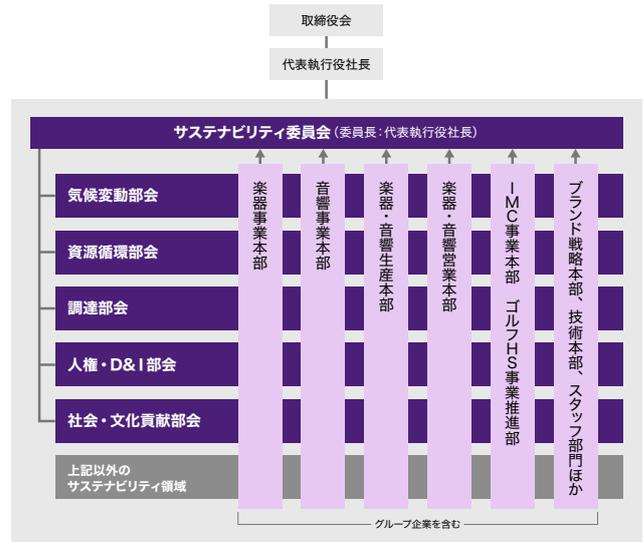 取締役会
代表執行役社長
サステナビリティ委員会（委員長：代表執行役社長）
気候変動部会
資源循環部会
調達部会
人権・D&I部会
社会・文化貢献部会
上記以外の
サステナビリティ領域
楽器事業本部
音響事業本部
楽器・音響生産本部
楽器・音響営業本部
IMC事業本部　ゴルフHS事業推進部
ブランド戦略本部、技術本部、スタッフ部門ほか
グループ企業を含む